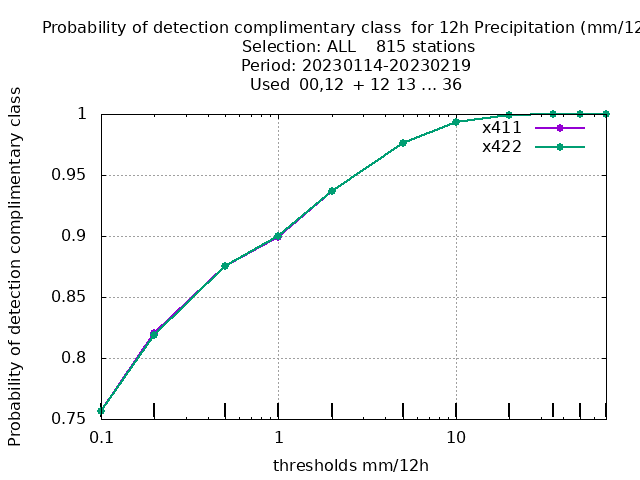 Probability of detection complimentary class for 12h Precipitation (mm/12
Selection: ALL 815 stations
Period: 20230114-20230219
Used 00,12 + 12 13 ... 36
Probability of detection complimentary class
1
0.95
0.9
0.85
0.8
0.75
x411
x422
0.1
1
10
thresholds mm/12h